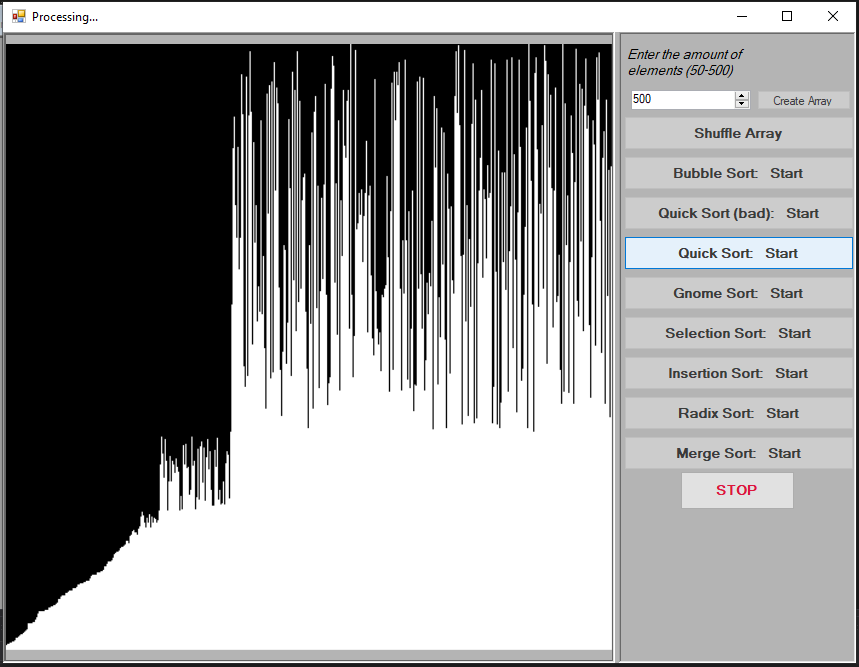 Processing...
Enter the amount of
elements (50-500)
500
Create Array
Shuffle Array
Bubble Sort: Start
Quick Sort (bad): Start
Quick Sort: Start
Gnome Sort: Start
Selection Sort: Start
Insertion Sort: Start
Radix Sort: Start
Merge Sort: Start
STOP